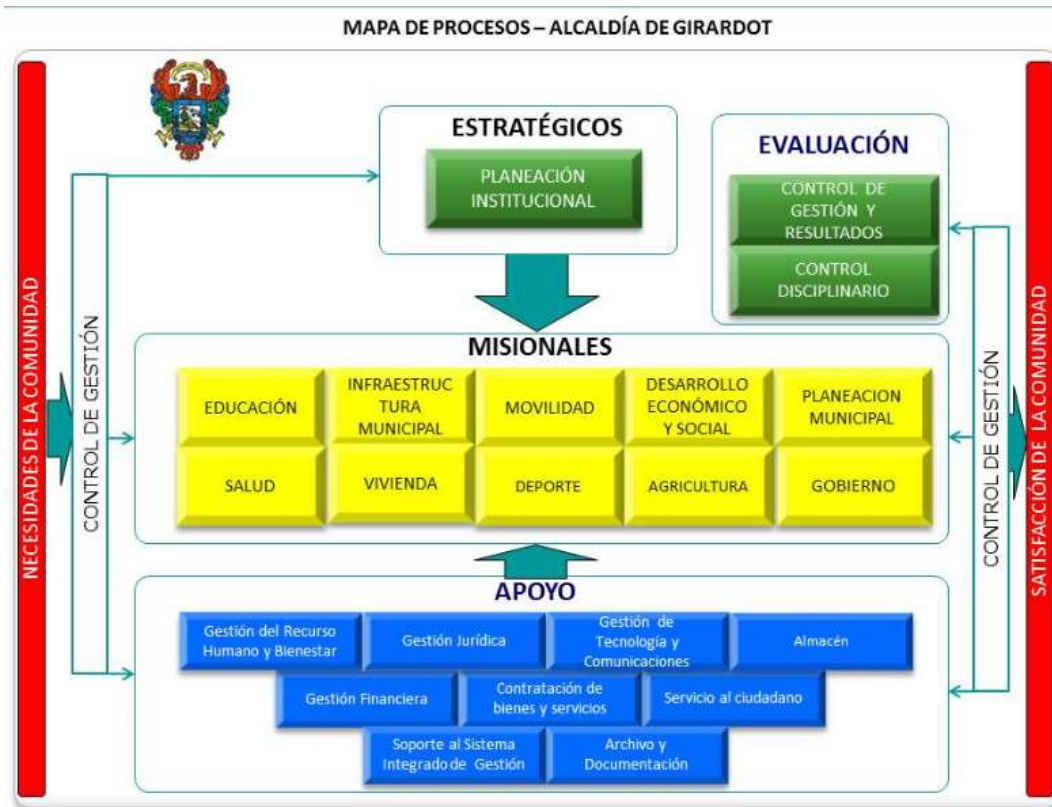 MAPA DE PROCESOS – ALCALDÍA DE GIRARDOT
NECESIDADES DE LA COMUNIDAD
CONTROL DE GESTIÓN
ESTRATÉGICOS
PLANEACIÓN
INSTITUCIONAL
EVALUACIÓN
CONTROL DE
GESTIÓN Y
RESULTADOS
CONTROL
DISCIPLINARIO
MISIONALES
EDUCACIÓN
INFRAESTRUC
TURA
MUNICIPAL
MOVILIDAD
DESARROLLO
ECONÓMICO
Y SOCIAL
PLANEACION
MUNICIPAL
SALUD
VIVIENDA
DEPORTE
AGRICULTURA
GOBIERNO
APOYO
Gestión del Recurso
Humano y Bienestar
Gestión Jurídica
Gestión de
Tecnología y
Comunicaciones
Almacén
Gestión Financiera
Contratación de
bienes y servicios
Servicio al ciudadano
Soporte al Sistema
Integrado de Gestión
Archivo y
Documentación
CONTROL DE GESTIÓN
SATISFACCIÓN DE LA COMUNIDAD